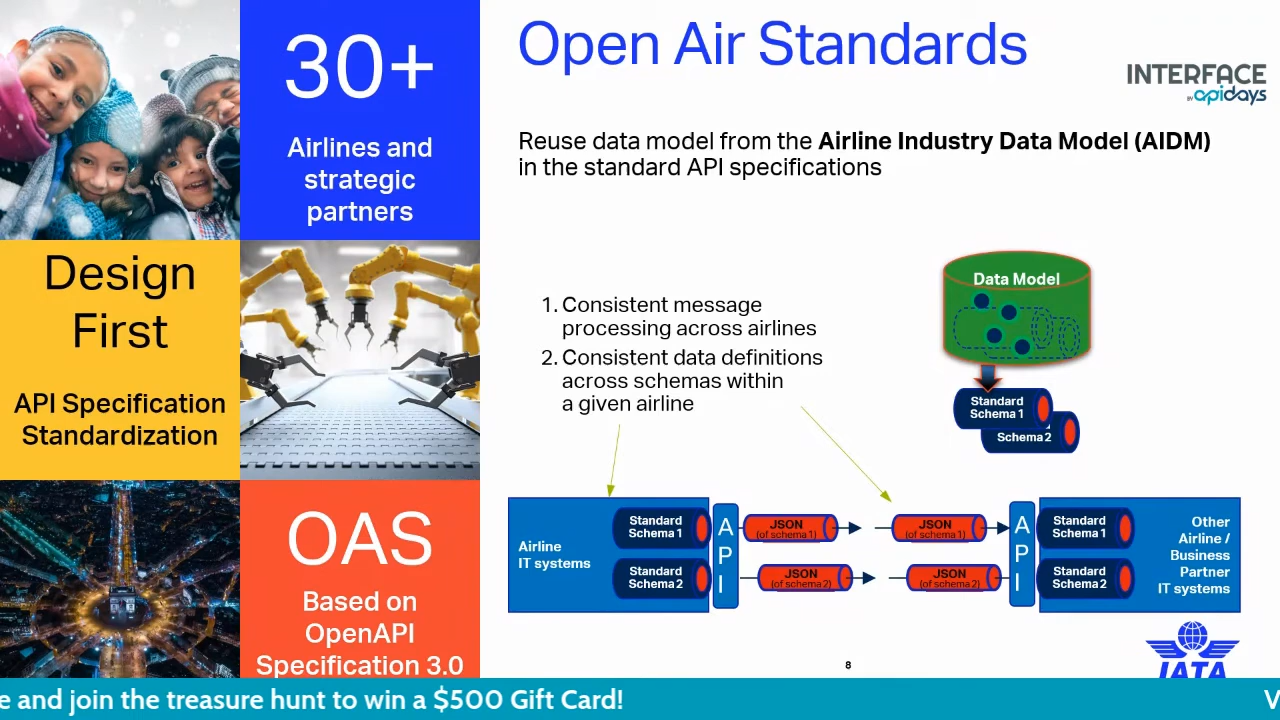 30+
Airlines and
strategic
partners
Design
First
API Specification
Standardization
OAS
Based on
OpenAPI
Specification 3.0
Open Air Standards
INTERFACE
BY apidays
Reuse data model from the Airline Industry Data Model (AIDM)
in the standard API specifications
1. Consistent message
processing across airlines
2. Consistent data definitions
across schemas within
a given airline
Data Model
Standard
Schema 1
Schema 2
Airline
IT systems
Standard
Schema 1
Standard
Schema 2
API
JSON
(of schema 1)
JSON
(of schema 2)
JSON
(of schema 1)
JSON
(of schema 2)
API
Standard
Schema 1
Standard
Schema 2
Other
Airline /
Business
Partner
IT systems
8
IATA
e and join the treasure hunt to win a $500 Gift Card!
V